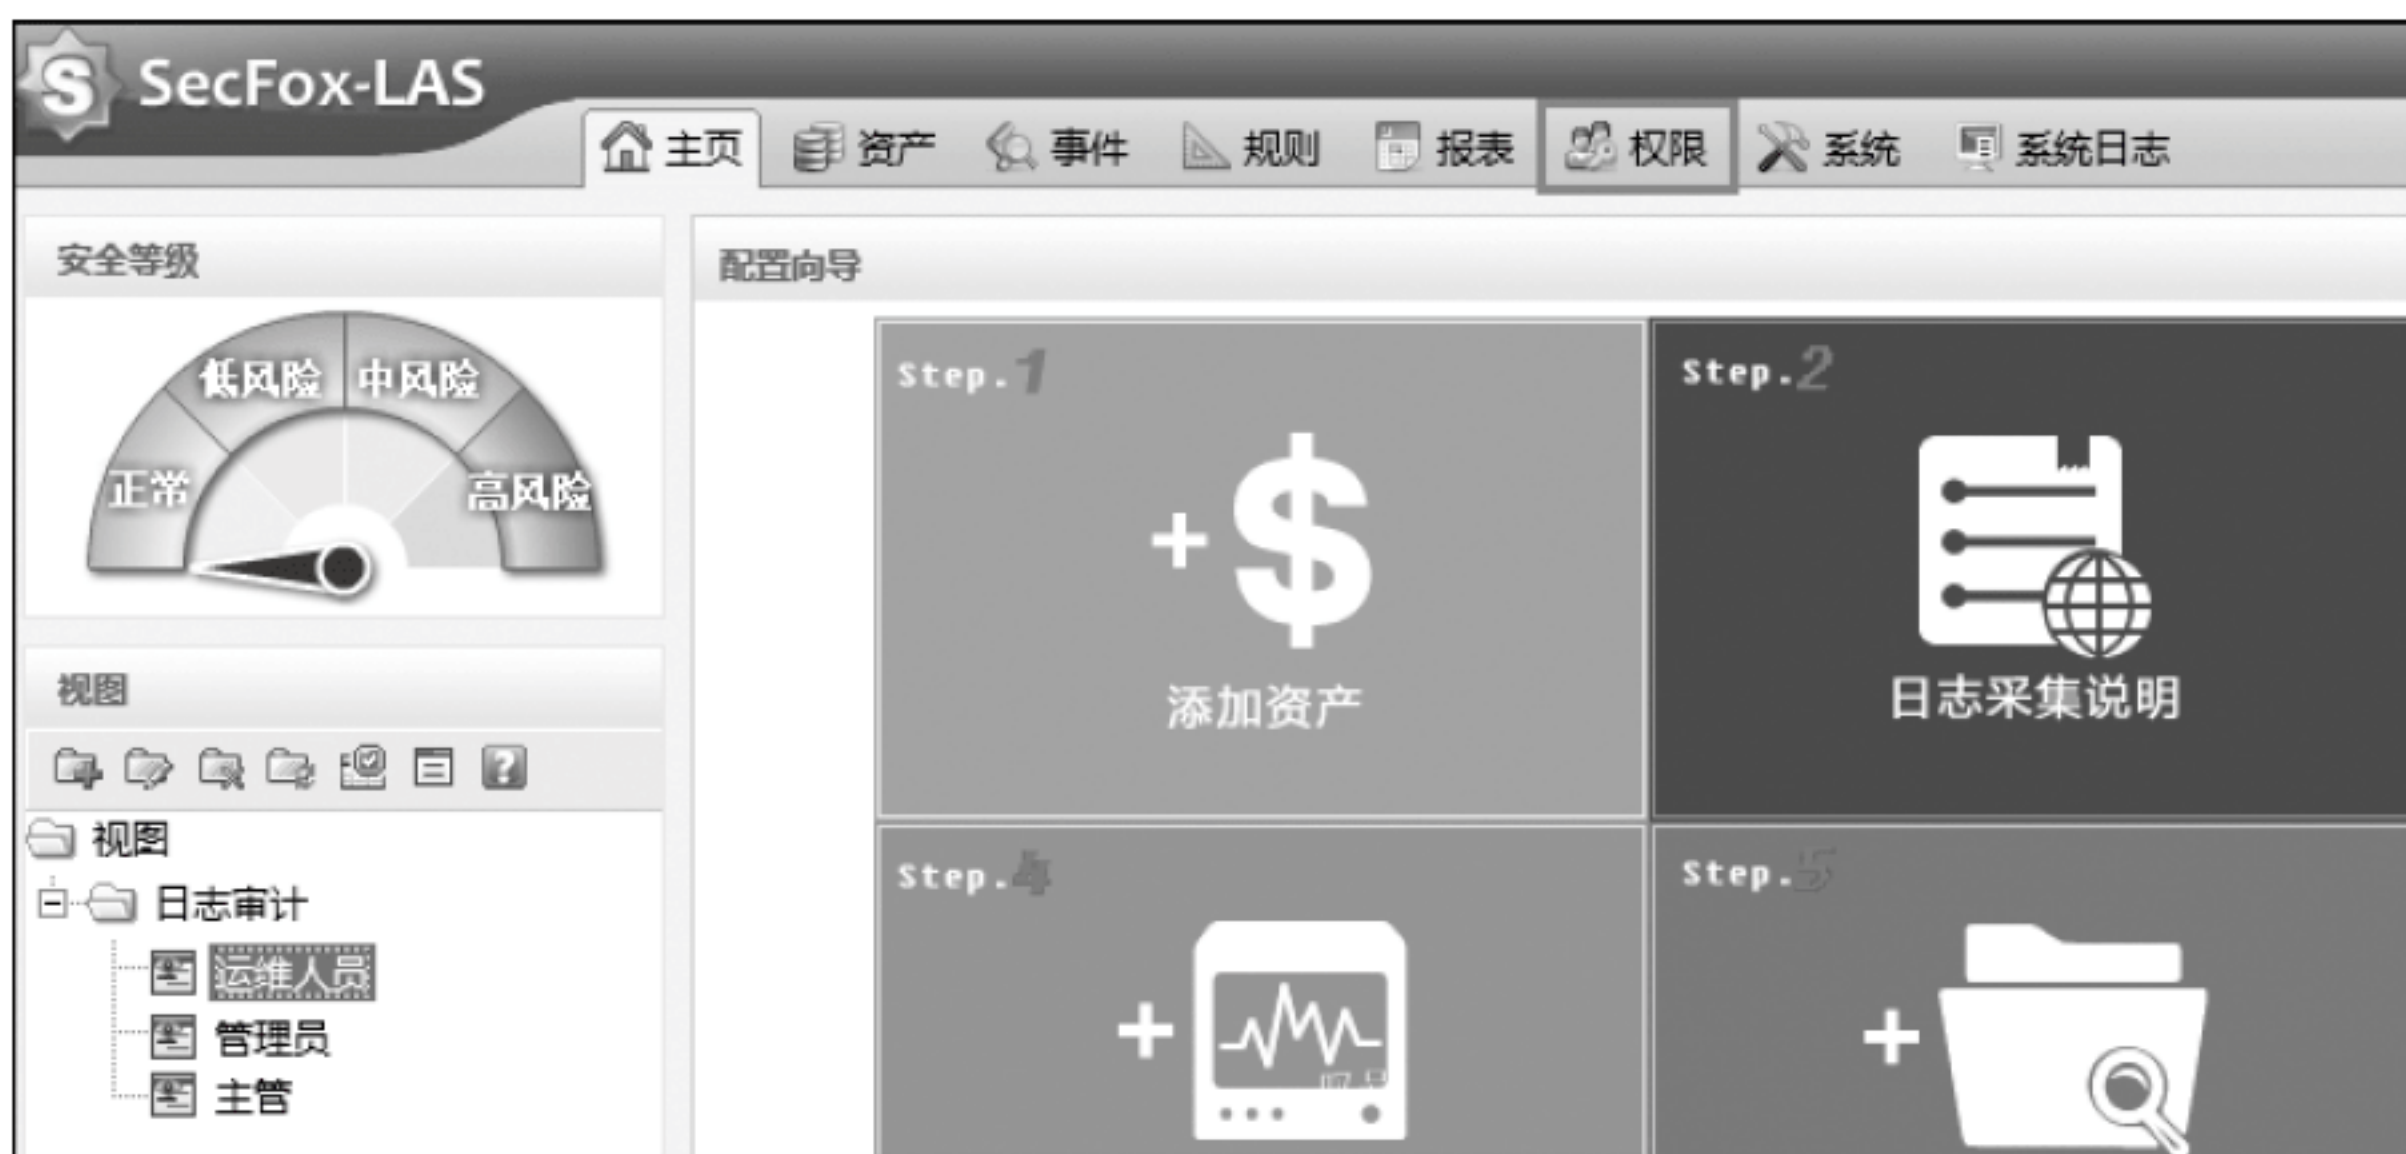 SecFox-LAS
主页 资产 事件 规则 报表 权限 系统 系统日志
安全等级
低风险 中风险
正常 高风险
视图
?
视图
日志审计
运维人员
管理员
主管
配置向导
Step.1
+$
添加资产
Step.2
日志采集说明
Step.4
Step.5